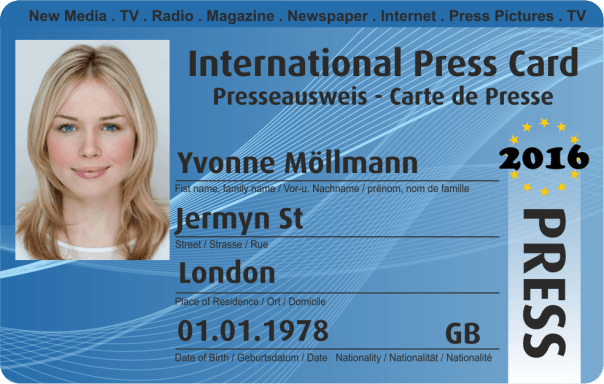 New Media . TV . Radio . Magazine . Newspaper . Internet . Press Pictures . TV
International Press Card
Presseausweis - Carte de Presse
2016
Yvonne Möllmann
Fist name, family name / Vor-u. Nachname / prénom, nom de famille
Jermyn St
Street / Strasse / Rue
London
Place of Residence / Ort / Domicile
01.01.1978 GB
Date of Birth / Geburtsdatum / Date Nationality / Nationalität / Nationalité
PRESS